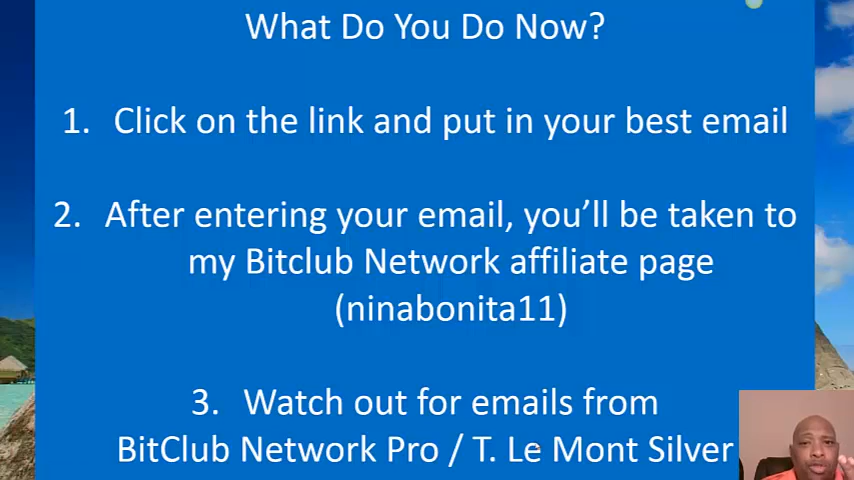 What Do You Do Now?
1. Click on the link and put in your best email
2. After entering your email, you'll be taken to
my Bitclub Network affiliate page
(ninabonita11)
3. Watch out for emails from
BitClub Network Pro / T. Le Mont Silver